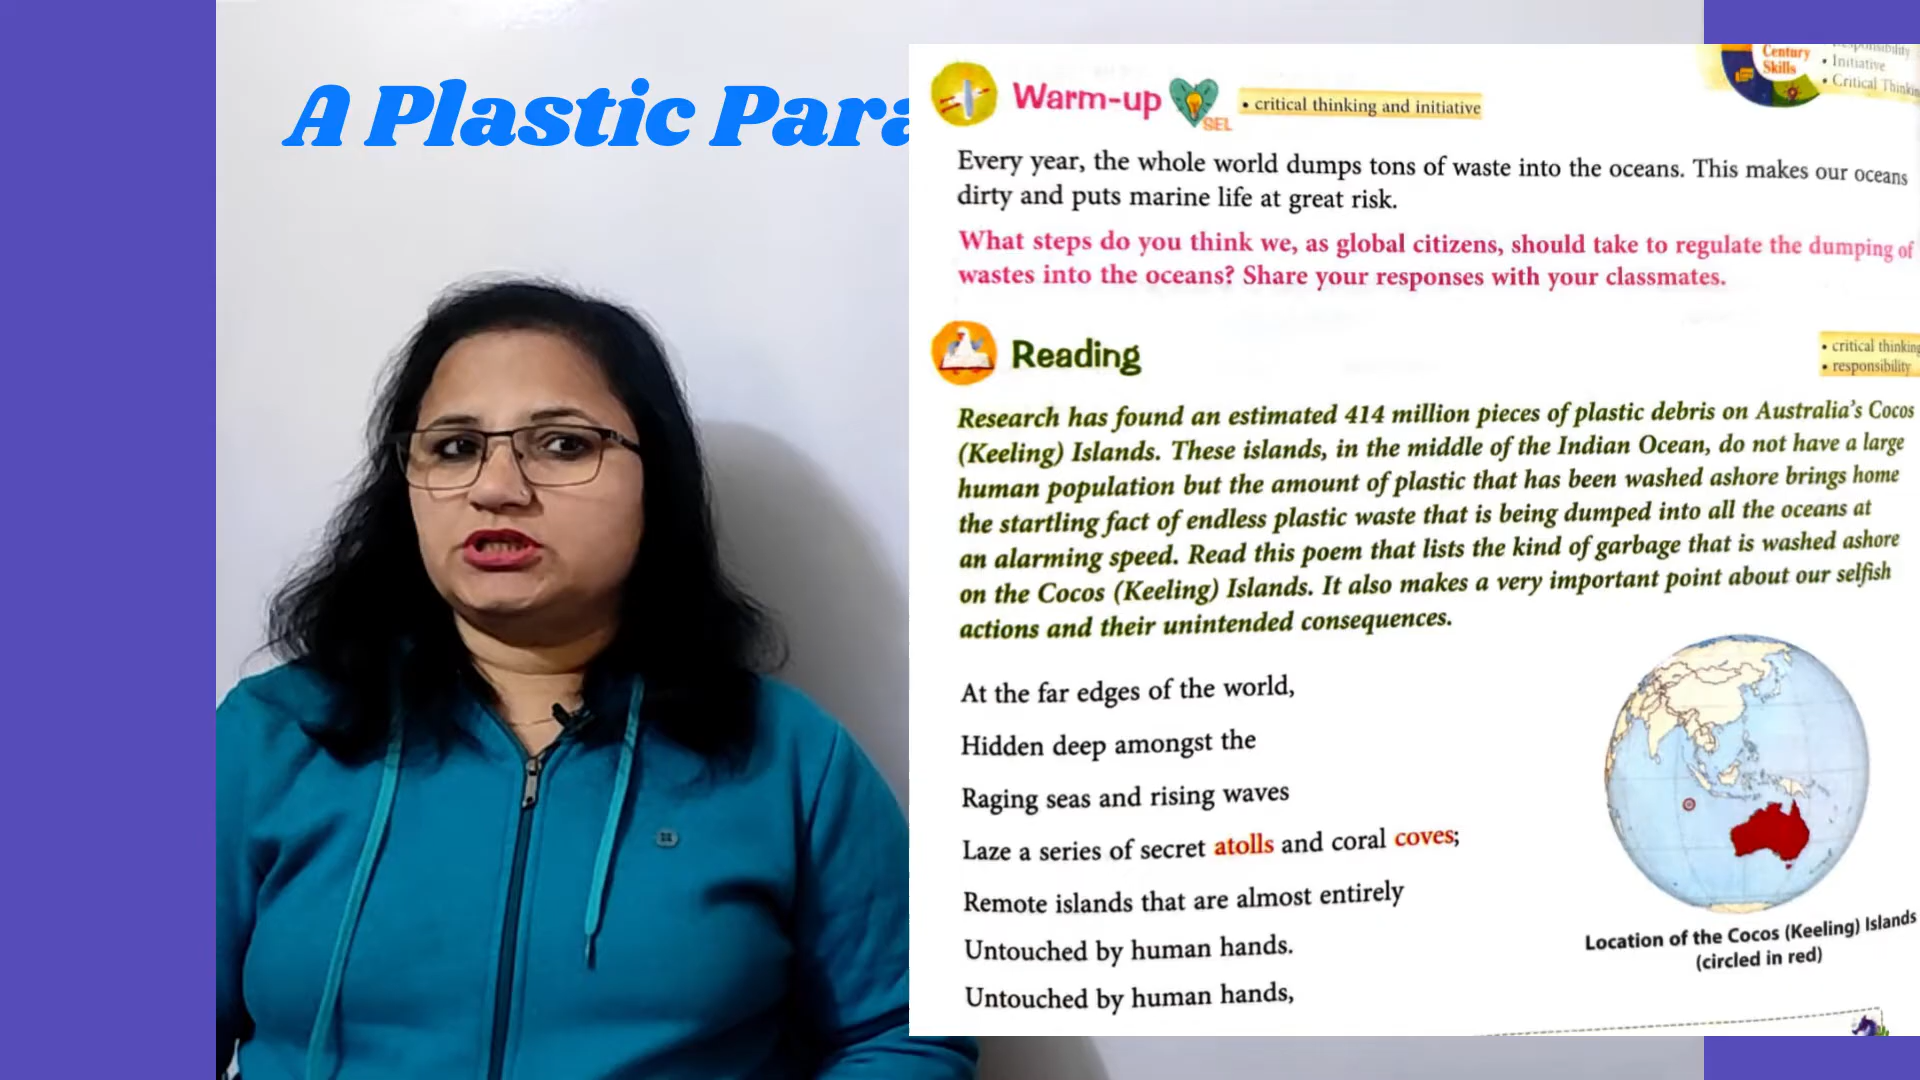 A Plastic Para
Century
Skills
Responsibility
• Initiative
• Critical Thinkin
Warm-up
SEL
• critical thinking and initiative
Every year, the whole world dumps tons of waste into the oceans. This makes our oceans
dirty and puts marine life at great risk.
What steps do you think we, as global citizens, should take to regulate the dumping of
wastes into the oceans? Share your responses with your classmates.
Reading
• critical thinking
• responsibility
Research has found an estimated 414 million pieces of plastic debris on Australia's Cocos
(Keeling) Islands. These islands, in the middle of the Indian Ocean, do not have a large
human population but the amount of plastic that has been washed ashore brings home
the startling fact of endless plastic waste that is being dumped into all the oceans at
an alarming speed. Read this poem that lists the kind of garbage that is washed ashore
on the Cocos (Keeling) Islands. It also makes a very important point about our selfish
actions and their unintended consequences.
At the far edges of the world,
Hidden deep amongst the
Raging seas and rising waves
Laze a series of secret atolls and coral coves;
Remote islands that are almost entirely
Untouched by human hands.
Untouched by human hands,
Location of the Cocos (Keeling) Islands
(circled in red)